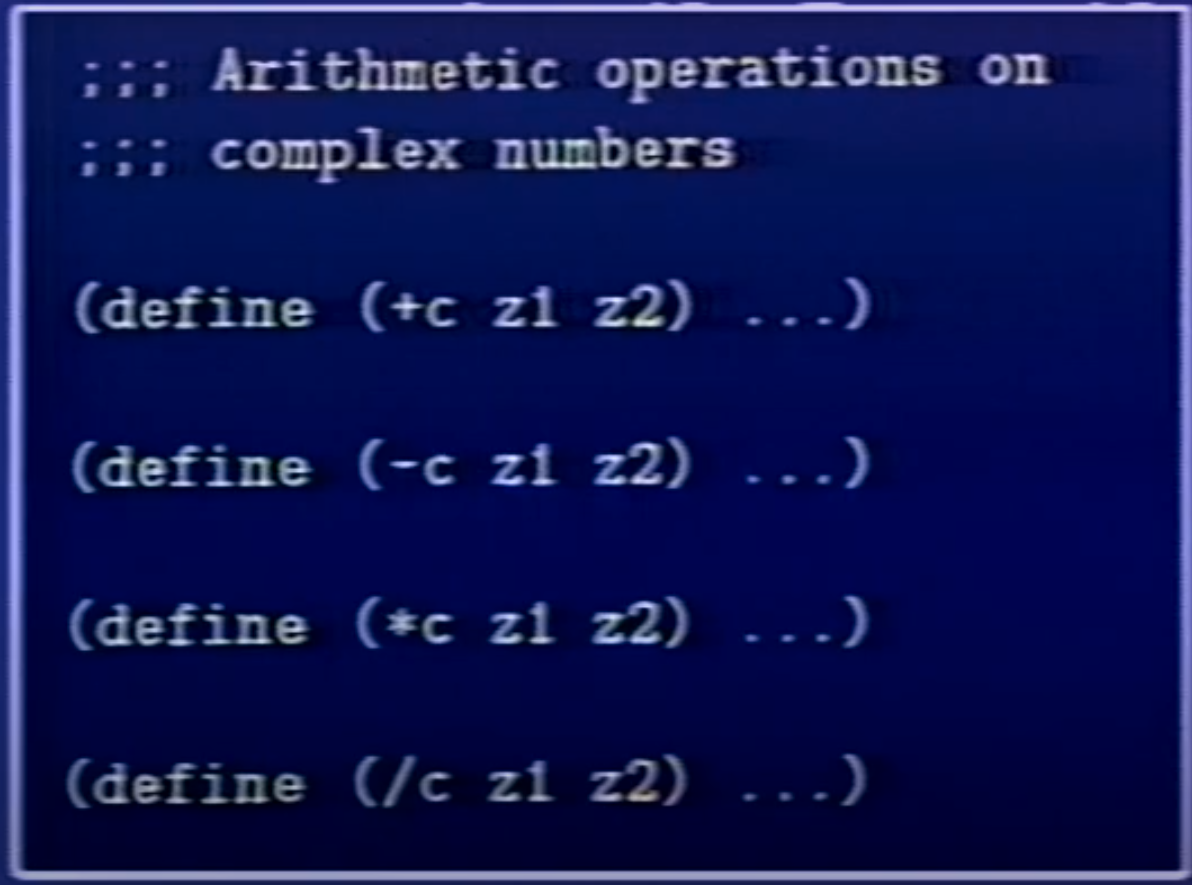 ;;; Arithmetic operations on
;;; complex numbers
(define (+c z1 z2) ...)
(define (-c z1 z2) ...)
(define (*c z1 z2) ...)
(define (/c z1 z2) ...)